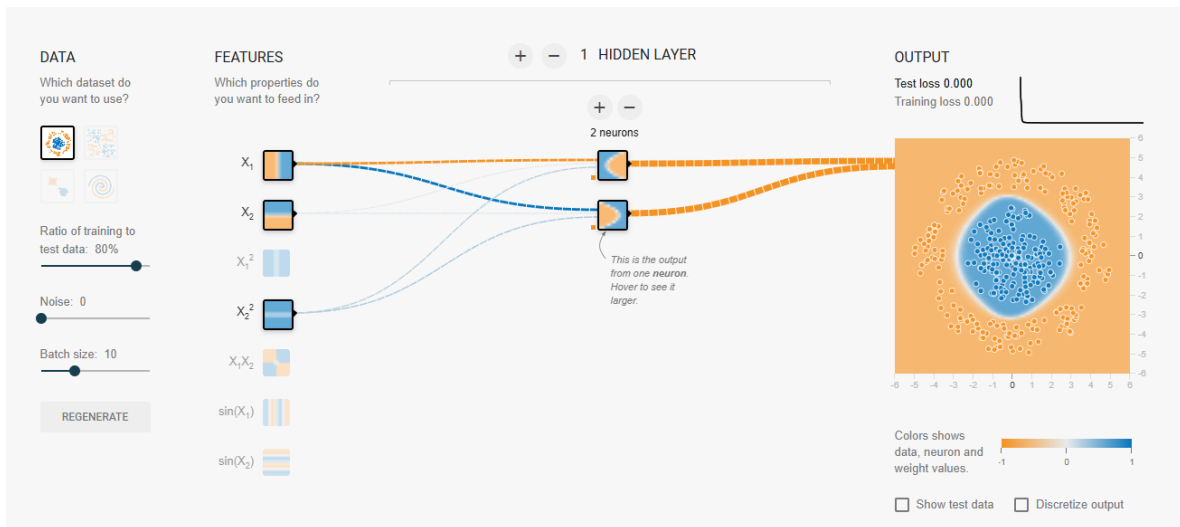 DATA
Which dataset do
you want to use?
Ratio of training to
test data: 80%
Noise: 0
Batch size: 10
REGENERATE
FEATURES
Which properties do
you want to feed in?
X₁
X₂
X₁²
X₂²
X₁X₂
sin(X₁)
sin(X₂)
+ − 1 HIDDEN LAYER
+ −
2 neurons
This is the output
from one neuron.
Hover to see it
larger.
OUTPUT
Test loss 0.000
Training loss 0.000
6
5
4
3
2
1
0
-1
-2
-3
-4
-5
-6
-6 -5 -4 -3 -2 -1 0 1 2 3 4 5 6
Colors shows
data, neuron and
weight values.
-1 0 1
Show test data
Discretize output